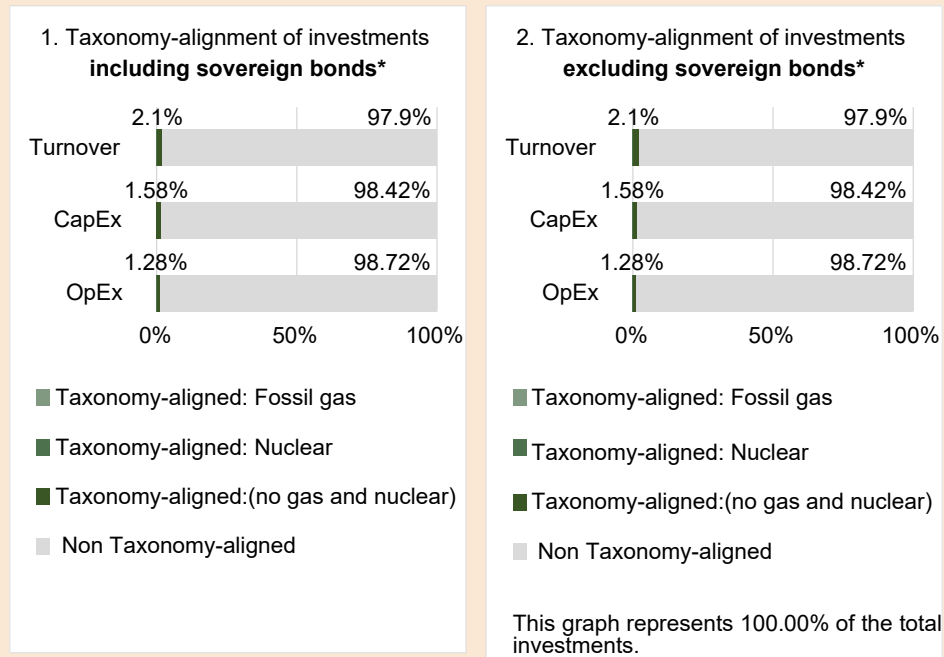 1. Taxonomy-alignment of investments
including sovereign bonds*
2.1% 97.9%
Turnover
1.58% 98.42%
CapEx
1.28% 98.72%
OpEx
0% 50% 100%
Taxonomy-aligned: Fossil gas
Taxonomy-aligned: Nuclear
Taxonomy-aligned:(no gas and nuclear)
Non Taxonomy-aligned
2. Taxonomy-alignment of investments
excluding sovereign bonds*
2.1% 97.9%
Turnover
1.58% 98.42%
CapEx
1.28% 98.72%
OpEx
0% 50% 100%
Taxonomy-aligned: Fossil gas
Taxonomy-aligned: Nuclear
Taxonomy-aligned:(no gas and nuclear)
Non Taxonomy-aligned
This graph represents 100.00% of the total
investments.